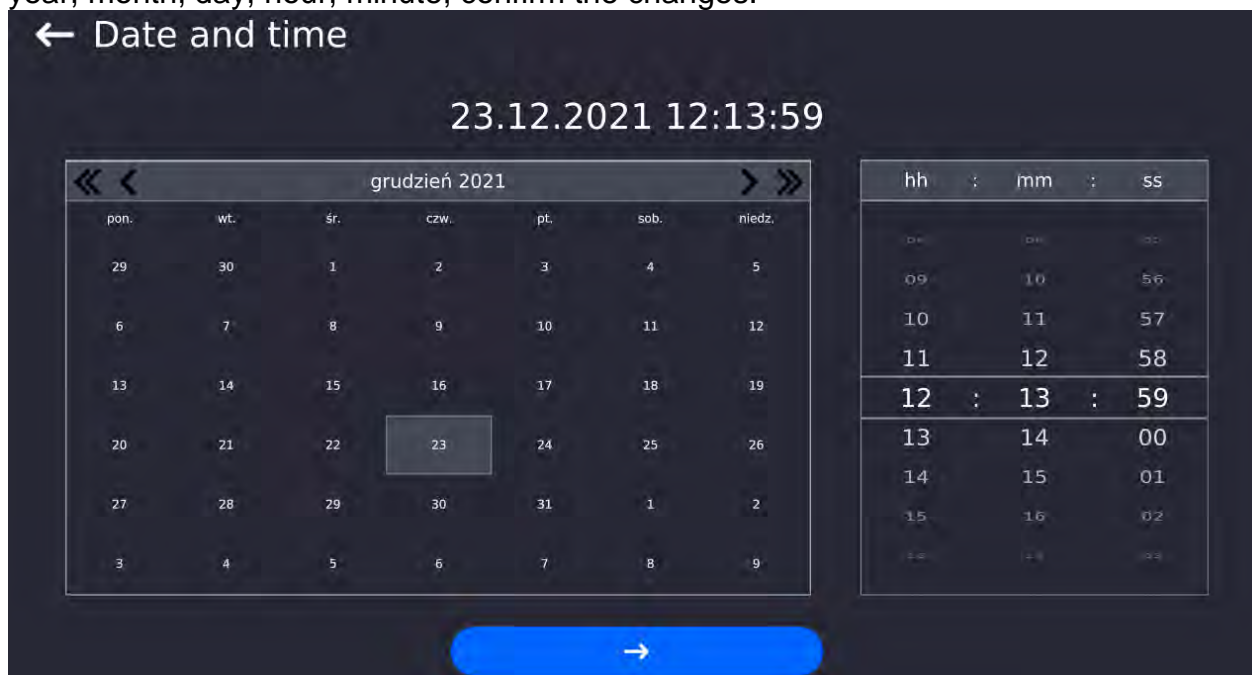 year, month, day, hour, minute, confirm the changes.
← Date and time
23.12.2021 12:13:59
« ‹ grudzień 2021 › »
pon. wt. śr. czw. pt. sob. niedz.
29 30 1 2 3 4 5
6 7 8 9 10 11 12
13 14 15 16 17 18 19
20 21 22 23 24 25 26
27 28 29 30 31 1 2
3 4 5 6 7 8 9
hh : mm : ss
09 10 56
10 11 57
11 12 58
12 : 13 : 59
13 14 00
14 15 01
15 16 02
→